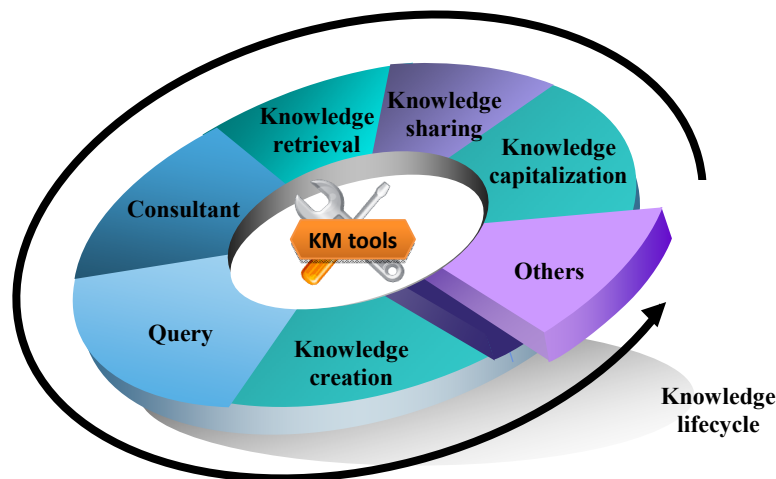 Knowledge
sharing
Knowledge
retrieval
Knowledge
capitalization
Consultant
KM tools
Others
Query
Knowledge
creation
Knowledge
lifecycle